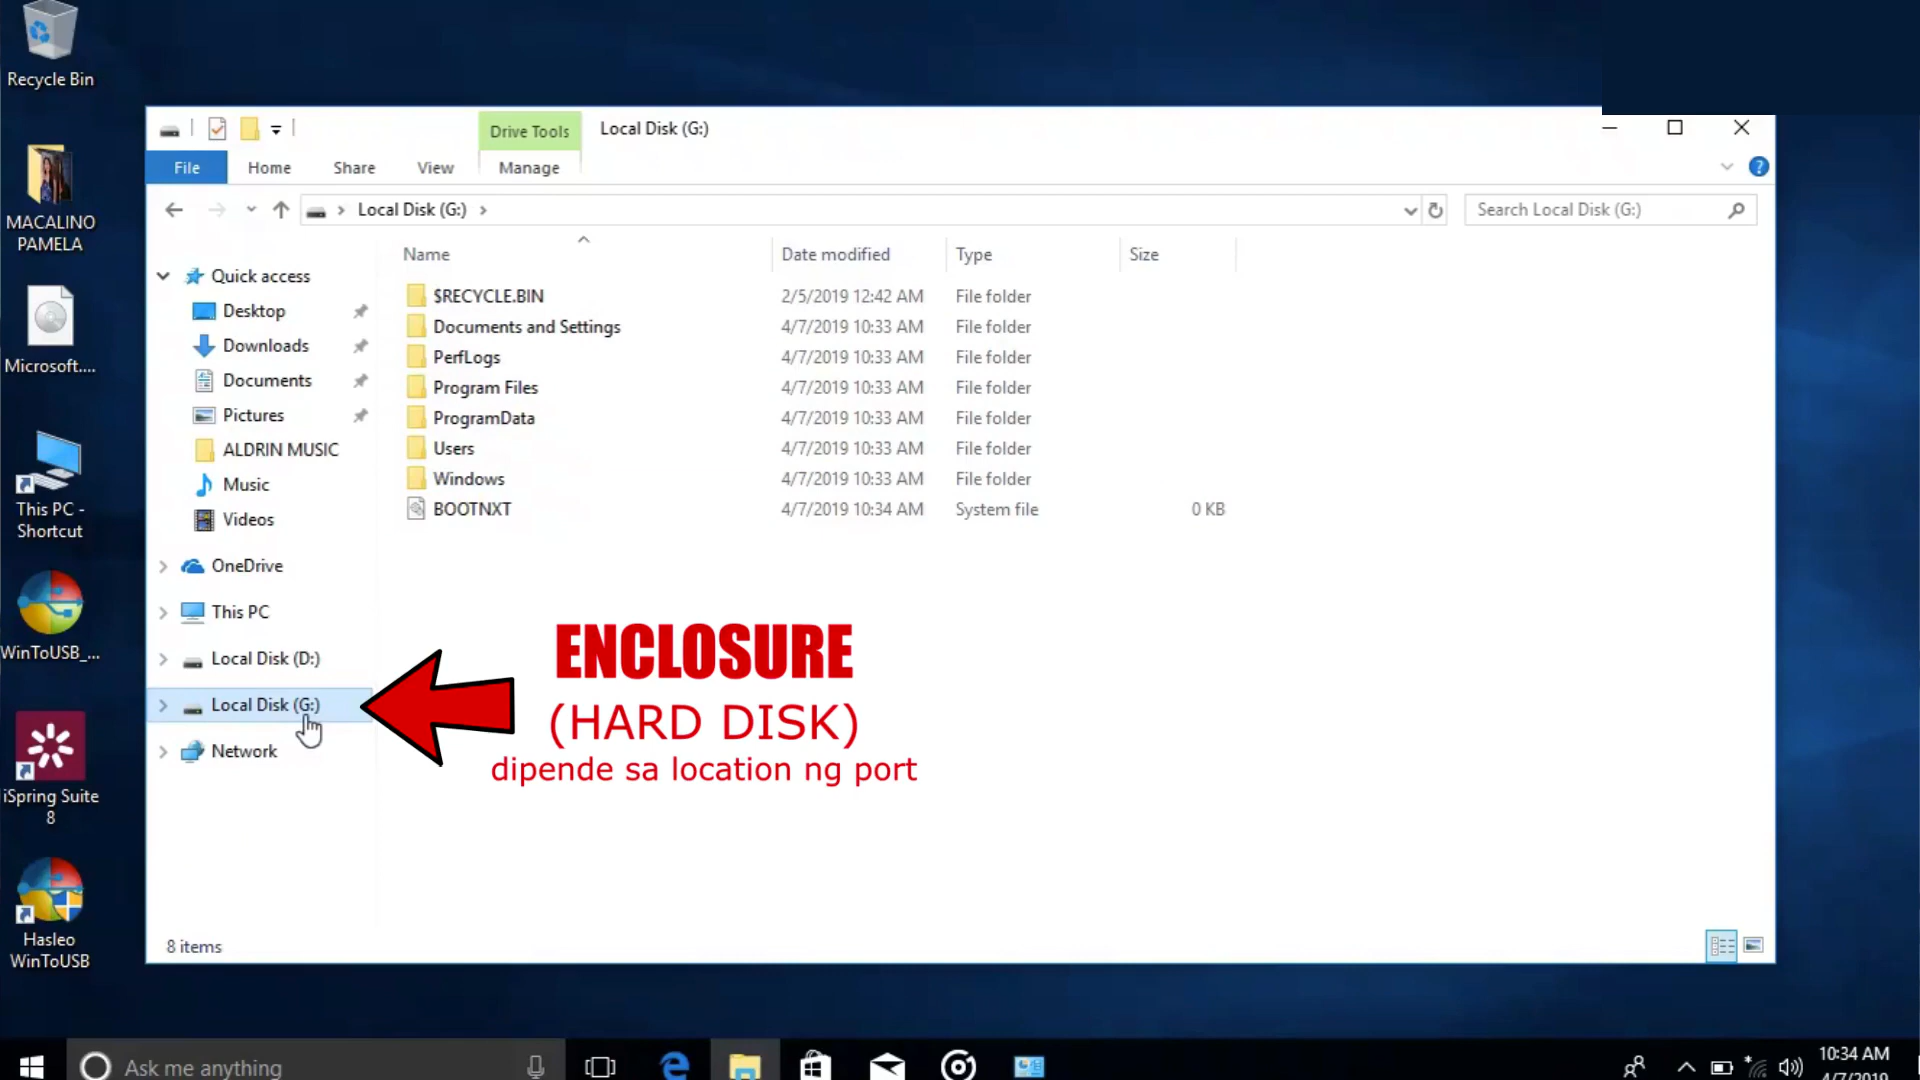 Recycle Bin
MACALINO
PAMELA
Microsoft....
This PC -
Shortcut
WinToUSB_...
iSpring Suite
8
Hasleo
WinToUSB
Drive Tools
Local Disk (G:)
File
Home
Share
View
Manage
Local Disk (G:)
Search Local Disk (G:)
Quick access
Desktop
Downloads
Documents
Pictures
ALDRIN MUSIC
Music
Videos
OneDrive
This PC
Local Disk (D:)
Local Disk (G:)
Network
Name Date modified Type Size
$RECYCLE.BIN 2/5/2019 12:42 AM File folder
Documents and Settings 4/7/2019 10:33 AM File folder
PerfLogs 4/7/2019 10:33 AM File folder
Program Files 4/7/2019 10:33 AM File folder
ProgramData 4/7/2019 10:33 AM File folder
Users 4/7/2019 10:33 AM File folder
Windows 4/7/2019 10:33 AM File folder
BOOTNXT 4/7/2019 10:34 AM System file 0 KB
ENCLOSURE
(HARD DISK)
dipende sa location ng port
8 items
Ask me anything
10:34 AM
4/7/2019